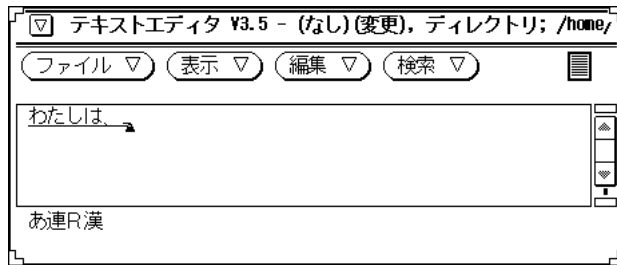 テキストエディタ V3.5 - (なし)(変更), ディレクトリ; /home/
ファイル 表示 編集 検索
わたしは、
あ連R漢